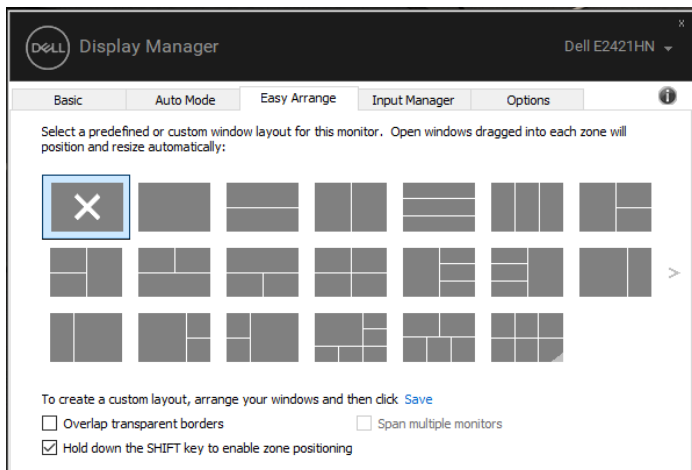 DELL Display Manager
Dell E2421HN
x
Basic
Auto Mode
Easy Arrange
Input Manager
Options
i
Select a predefined or custom window layout for this monitor. Open windows dragged into each zone will
position and resize automatically:
>
To create a custom layout, arrange your windows and then click Save
Overlap transparent borders
Span multiple monitors
Hold down the SHIFT key to enable zone positioning